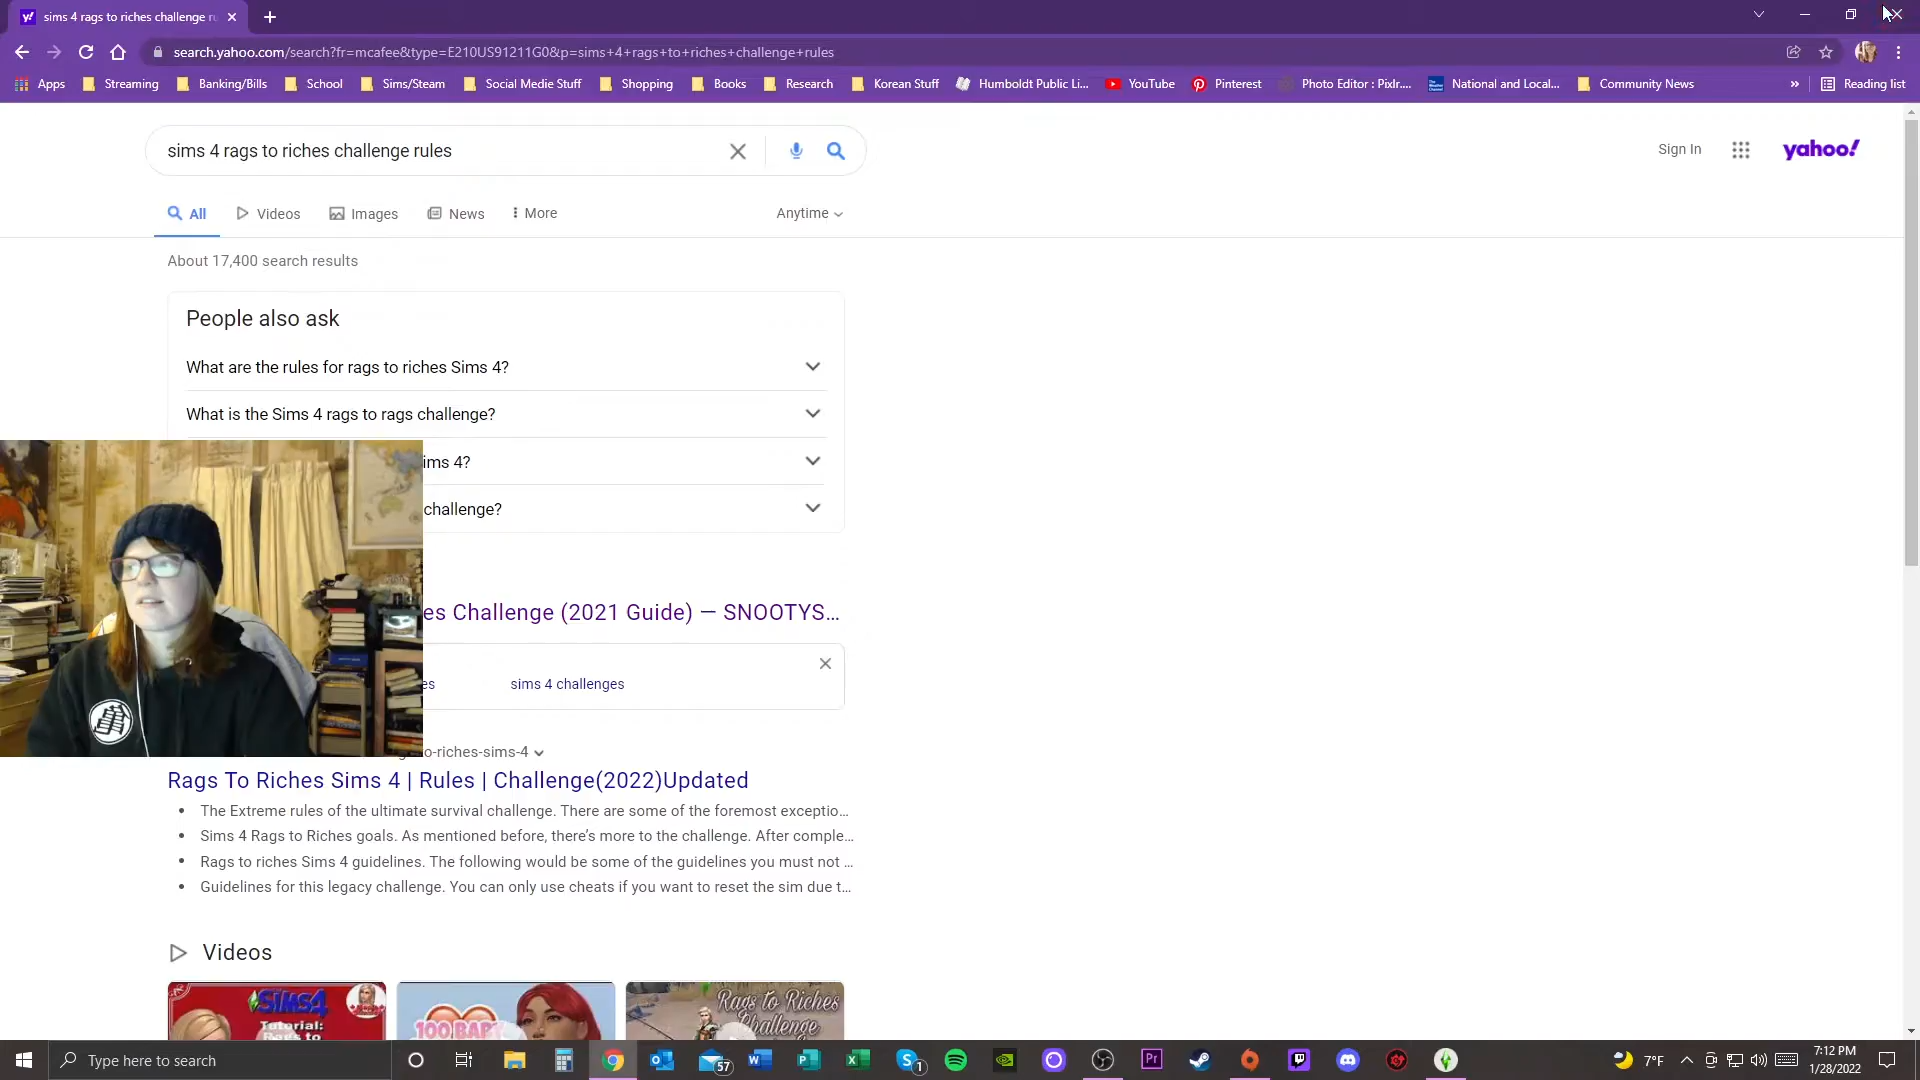 y! sims 4 rags to riches challenge ru
search.yahoo.com/search?fr=mcafee&type=E210US91211G0&p=sims+4+rags+to+riches+challenge+rules
Apps Streaming Banking/Bills School Sims/Steam Social Medie Stuff Shopping Books Research Korean Stuff Humboldt Public Li... YouTube Pinterest Photo Editor : Pixlr.... National and Local... Community News » Reading list
sims 4 rags to riches challenge rules
Sign In
yahoo!
All Videos Images News More Anytime
About 17,400 search results
People also ask
What are the rules for rags to riches Sims 4?
What is the Sims 4 rags to rags challenge?
ims 4?
challenge?
es Challenge (2021 Guide) — SNOOTYS...
es sims 4 challenges
o-riches-sims-4
Rags To Riches Sims 4 | Rules | Challenge(2022)Updated
• The Extreme rules of the ultimate survival challenge. There are some of the foremost exceptio...
• Sims 4 Rags to Riches goals. As mentioned before, there's more to the challenge. After comple...
• Rags to riches Sims 4 guidelines. The following would be some of the guidelines you must not ...
• Guidelines for this legacy challenge. You can only use cheats if you want to reset the sim due t...
Videos
SIMS4
Tutorial:
Rags to
100 BAB
Rags to Riches
Challenge
Type here to search
57
1
Pr
7°F
7:12 PM
1/28/2022